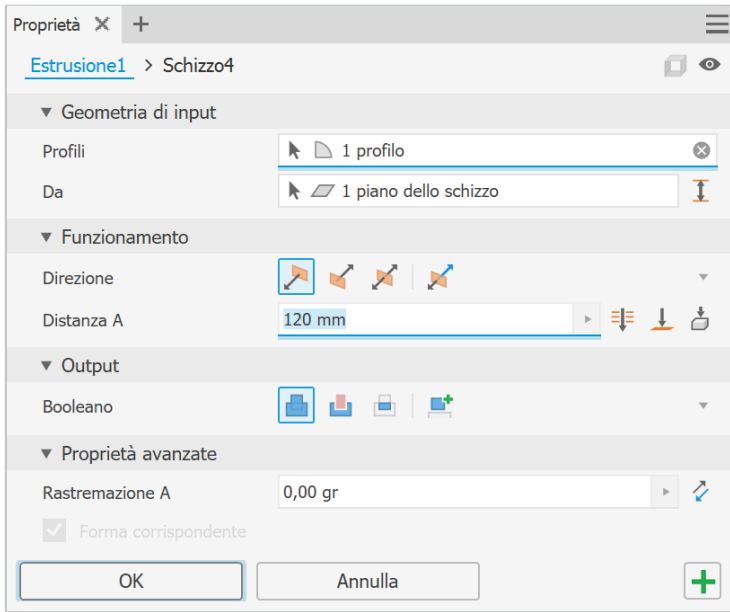 Proprietà
Estrusione1 > Schizzo4
Geometria di input
Profili 1 profilo
Da 1 piano dello schizzo
Funzionamento
Direzione
Distanza A 120 mm
Output
Booleano
Proprietà avanzate
Rastremazione A 0,00 gr
Forma corrispondente
OK Annulla